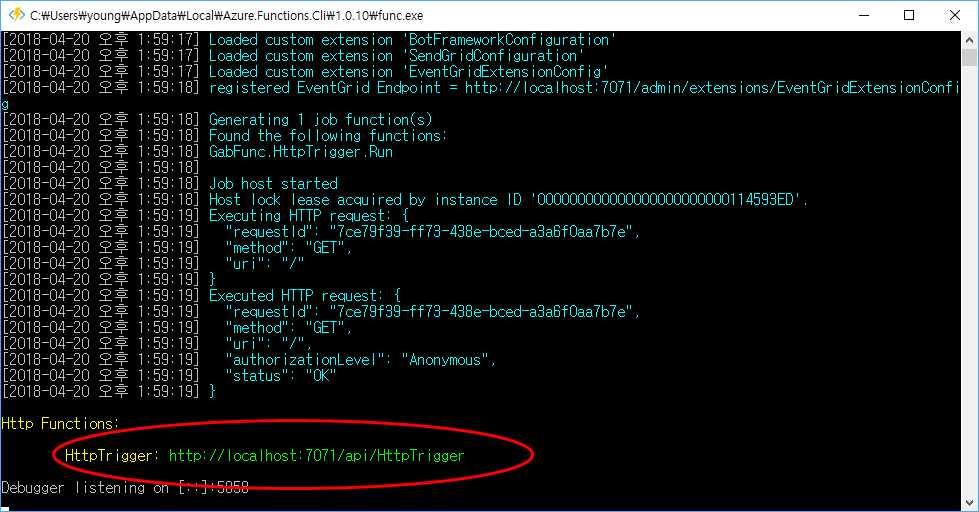 C:₩Users₩young₩AppData₩Local₩Azure.Functions.Cli₩1.0.10₩func.exe
[2018-04-20 오후 1:59:17] Loaded custom extension 'BotFrameworkConfiguration'
[2018-04-20 오후 1:59:17] Loaded custom extension 'SendGridConfiguration'
[2018-04-20 오후 1:59:17] Loaded custom extension 'EventGridExtensionConfig'
[2018-04-20 오후 1:59:18] registered EventGrid Endpoint = http://localhost:7071/admin/extensions/EventGridExtensionConfi
g
[2018-04-20 오후 1:59:18] Generating 1 job function(s)
[2018-04-20 오후 1:59:18] Found the following functions:
[2018-04-20 오후 1:59:18] GabFunc.HttpTrigger.Run
[2018-04-20 오후 1:59:18]
[2018-04-20 오후 1:59:18] Job host started
[2018-04-20 오후 1:59:18] Host lock lease acquired by instance ID '000000000000000000000000114593ED'.
[2018-04-20 오후 1:59:19] Executing HTTP request: {
[2018-04-20 오후 1:59:19]   "requestId": "7ce79f39-ff73-438e-bced-a3a6f0aa7b7e",
[2018-04-20 오후 1:59:19]   "method": "GET",
[2018-04-20 오후 1:59:19]   "uri": "/"
[2018-04-20 오후 1:59:19] }
[2018-04-20 오후 1:59:19] Executed HTTP request: {
[2018-04-20 오후 1:59:19]   "requestId": "7ce79f39-ff73-438e-bced-a3a6f0aa7b7e",
[2018-04-20 오후 1:59:19]   "method": "GET",
[2018-04-20 오후 1:59:19]   "uri": "/",
[2018-04-20 오후 1:59:19]   "authorizationLevel": "Anonymous",
[2018-04-20 오후 1:59:19]   "status": "OK"
[2018-04-20 오후 1:59:19] }
Http Functions:
HttpTrigger: http://localhost:7071/api/HttpTrigger
Debugger listening on [::]:5858